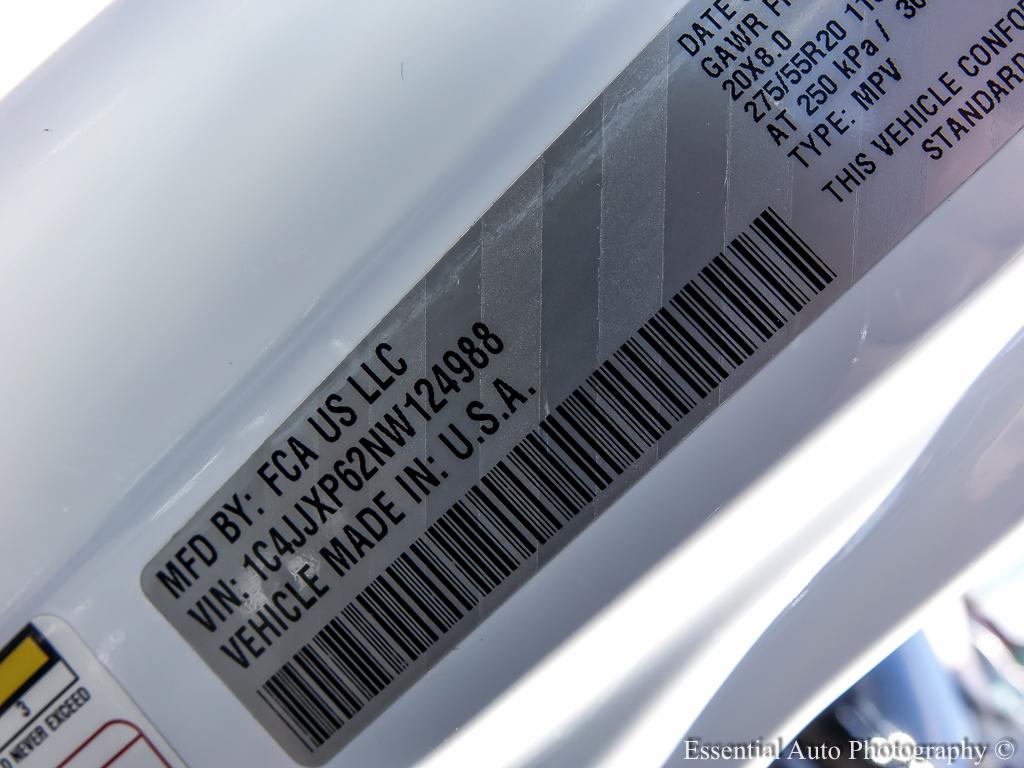 MFD BY: FCA US LLC
VIN: 1C4JJXP62NW124988
VEHICLE MADE IN: U.S.A.
DATE
GAWR
20X8.0
275/55R20
AT 250 kPa /
TYPE: MPV
THIS VEHICLE
STANDARD
3
NEVER EXCEED
Essential Auto Photography ©